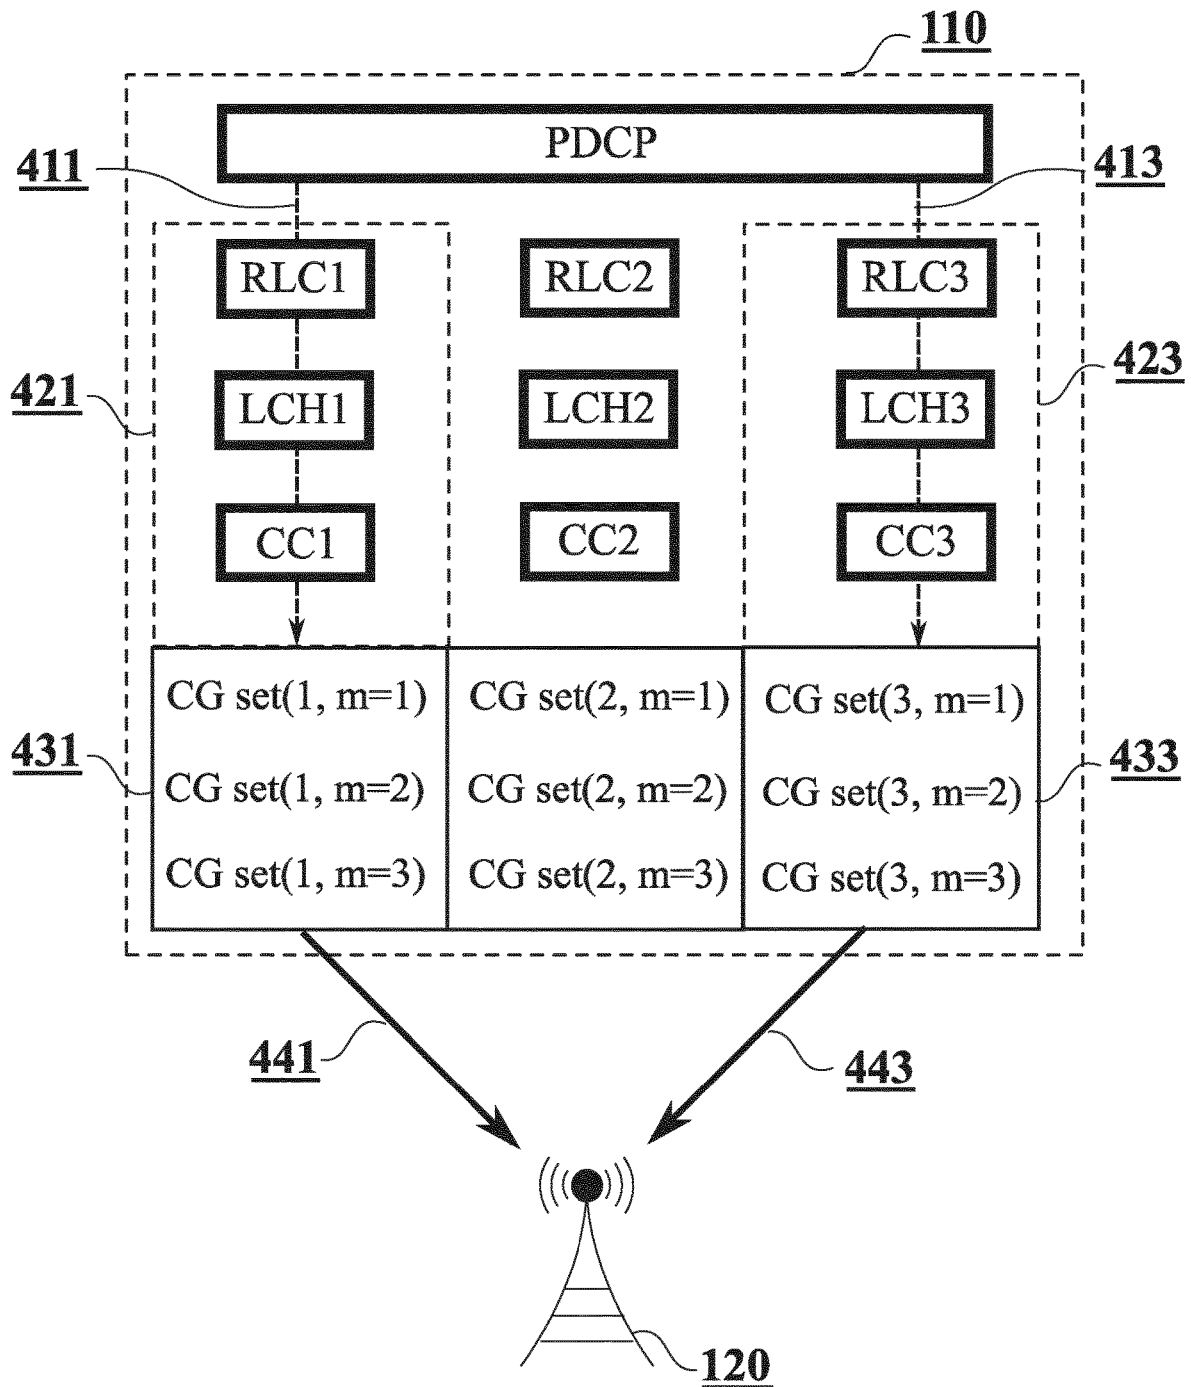 110
PDCP
411
413
RLC1 RLC2 RLC3
421
423
LCH1 LCH2 LCH3
CC1 CC2 CC3
CG set(1, m=1) CG set(2, m=1) CG set(3, m=1)
431
433
CG set(1, m=2) CG set(2, m=2) CG set(3, m=2)
CG set(1, m=3) CG set(2, m=3) CG set(3, m=3)
441
443
120